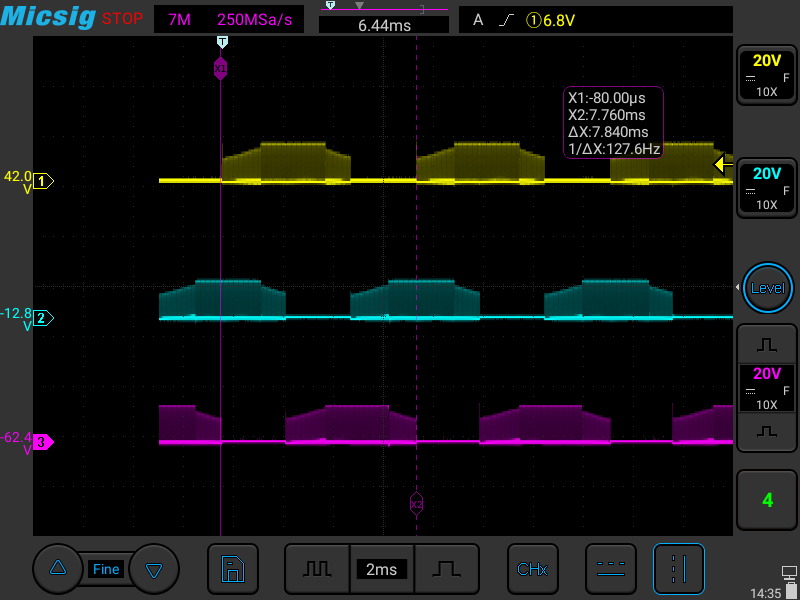 Micsig STOP 7M 250MSa/s T 6.44ms A ①6.8V
T
X1
20V
F
10X
X1:-80.00μs
X2:7.760ms
ΔX:7.840ms
1/ΔX:127.6Hz
42.0
V
1
20V
F
10X
Level
-12.8
V
2
20V
F
10X
-62.4
V
3
X2
4
Fine
2ms
CHx
14:35